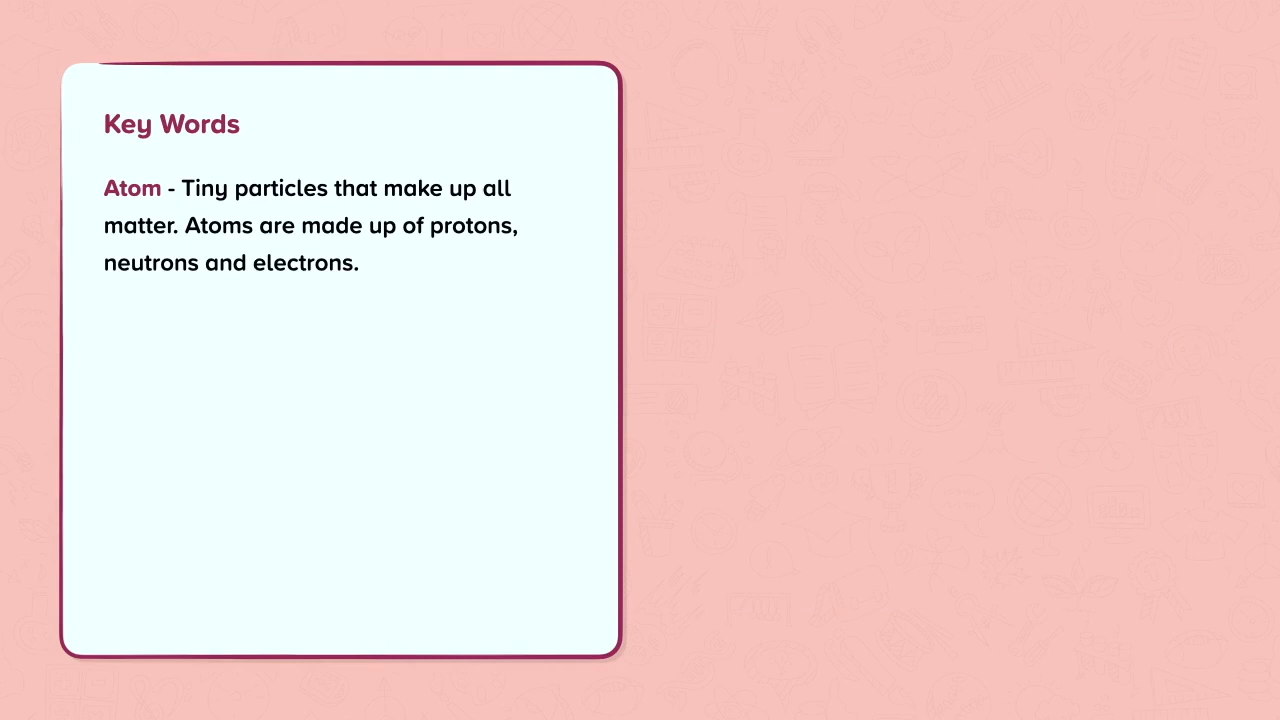 Key Words
Atom - Tiny particles that make up all
matter. Atoms are made up of protons,
neutrons and electrons.